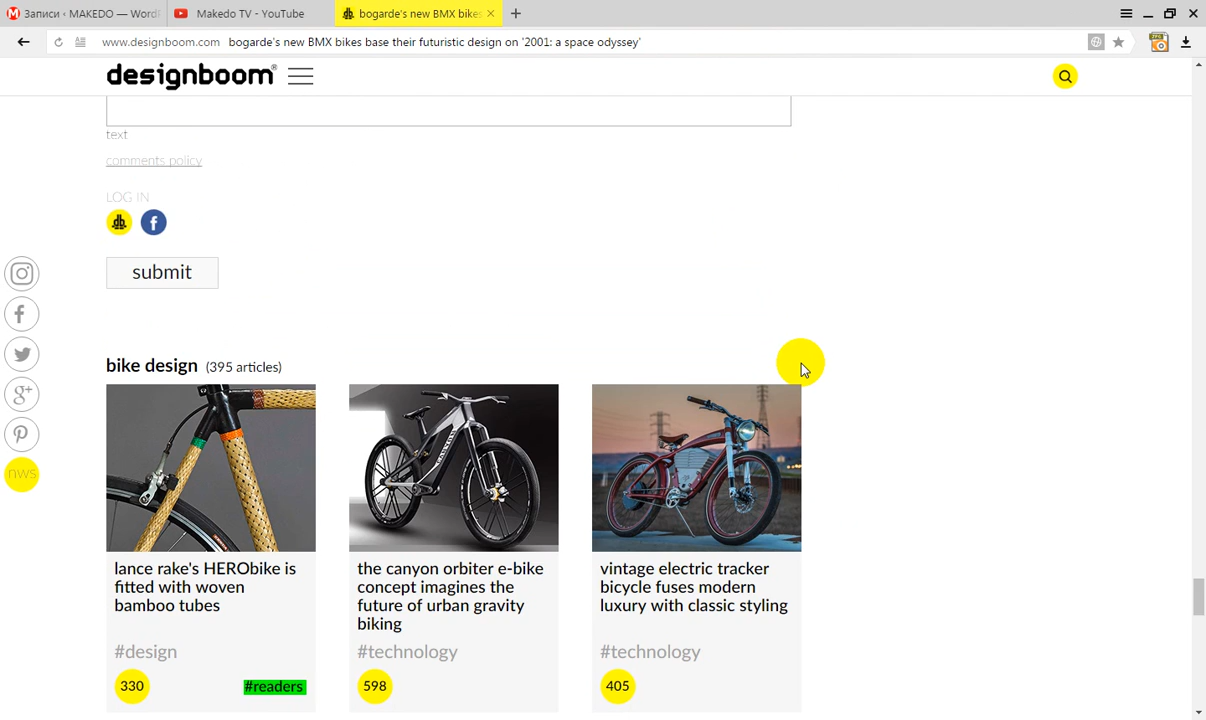 Записи ‹ MAKEDO — Word
Makedo TV - YouTube
bogarde's new BMX bikes
www.designboom.com bogarde's new BMX bikes base their futuristic design on '2001: a space odyssey'
designboom®
text
comments policy
LOG IN
db
f
submit
nws
bike design (395 articles)
lance rake's HERObike is
fitted with woven
bamboo tubes
#design
330 #readers
the canyon orbiter e-bike
concept imagines the
future of urban gravity
biking
#technology
598
vintage electric tracker
bicycle fuses modern
luxury with classic styling
#technology
405